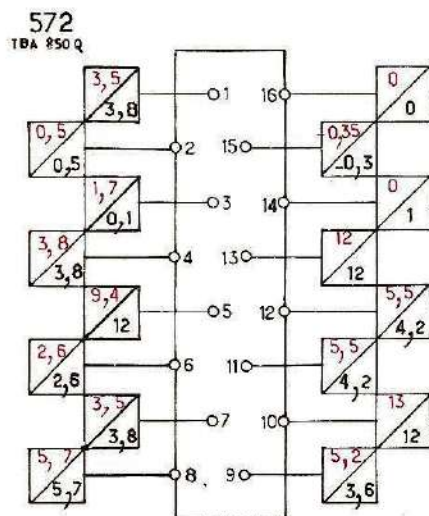 572
TBA 850 Q
3,5 1 16 0
3,8 0
0,5 2 15 0,35
0,5 -0,3
1,7 3 14 0
0,1 1
3,8 4 13 12
3,8 12
9,4 5 12 5,5
12 4,2
2,6 6 11 5,5
2,6 4,2
3,5 7 10 13
3,8 12
5,7 8 9 5,2
5,7 3,6